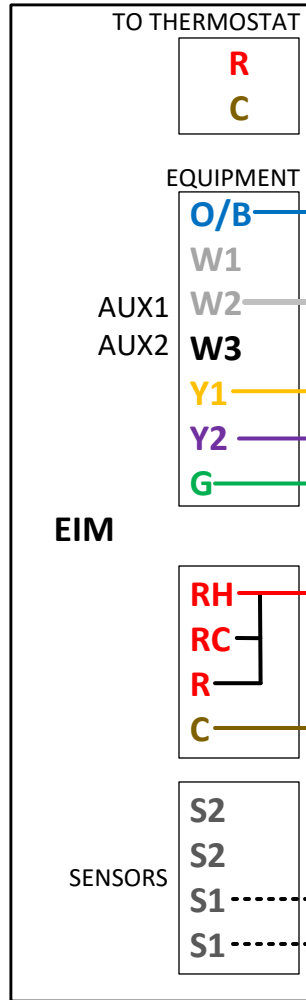 TO THERMOSTAT
R
C
EQUIPMENT
O/B
W1
AUX1 W2
AUX2 W3
Y1
Y2
G
EIM
RH
RC
R
C
S2
S2
SENSORS
S1
S1